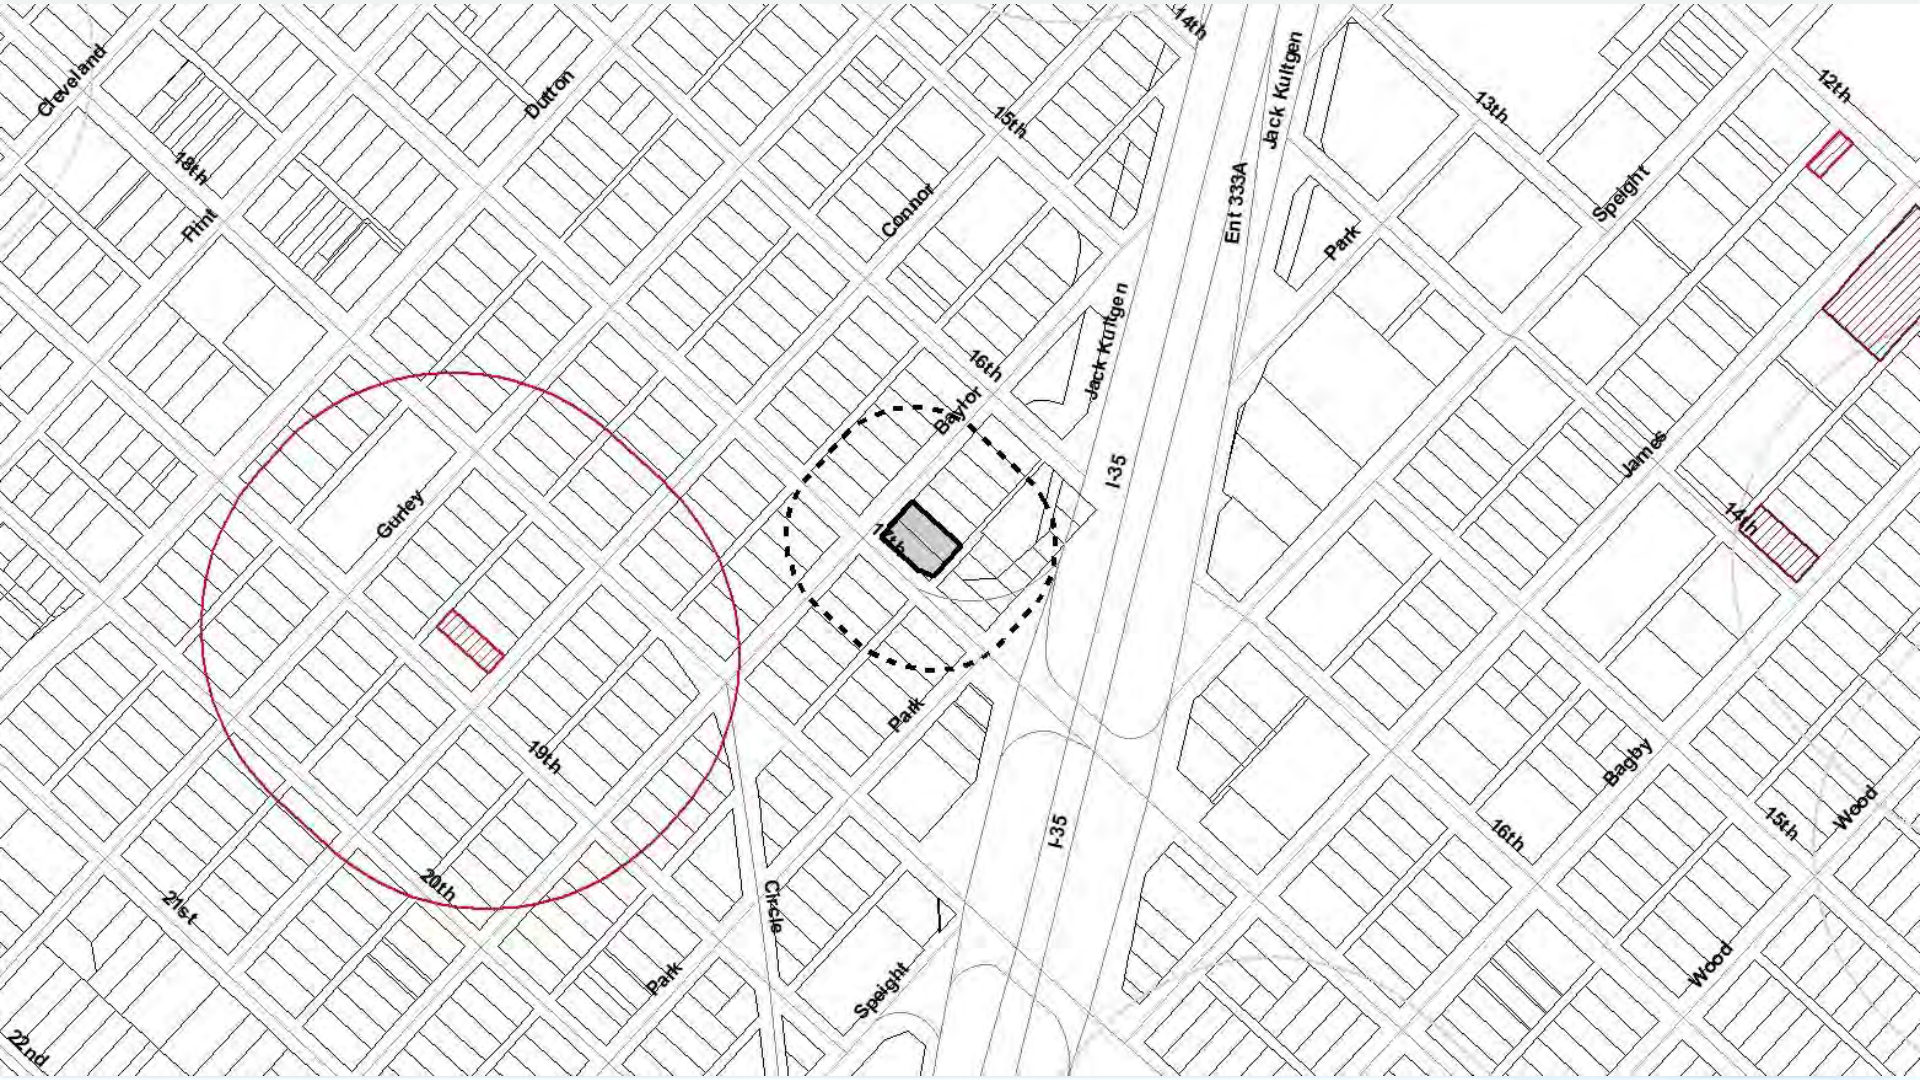 14th
Cleveland
Dutton
Jack Kultgen
12th
13th
15th
18th
Ent 333A
Speight
Flint
Connor
Park
Jack Kultgen
16th
Baylor
I-35
James
Gurley
14th
Park
19th
Bagby
Wood
15th
I-35
16th
20th
21st
Circle
Park
Speight
Wood
22nd